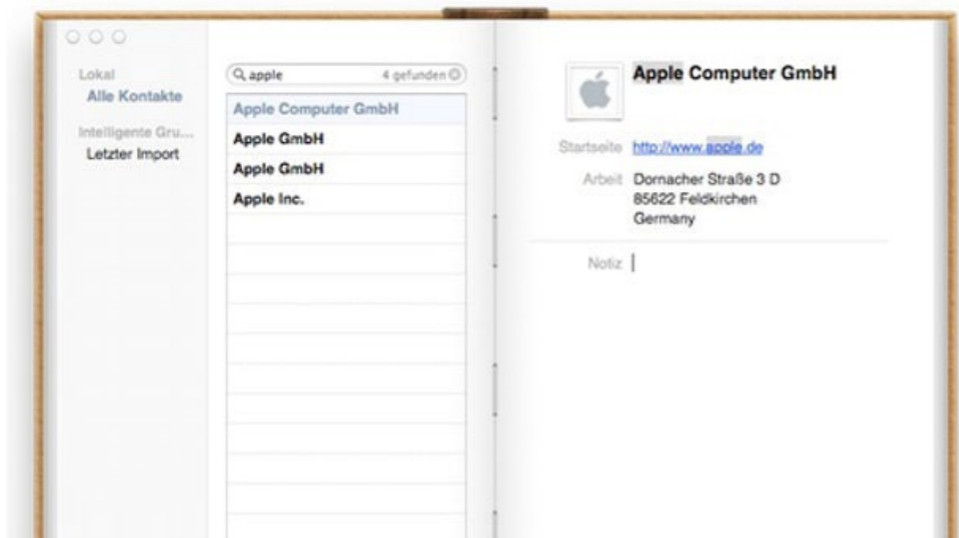 Lokal
Alle Kontakte
Intelligente Gru...
Letzter Import
apple 4 gefunden
Apple Computer GmbH
Apple GmbH
Apple GmbH
Apple Inc.
Apple Computer GmbH
Startseite http://www.apple.de
Arbeit Dornacher Straße 3 D
85622 Feldkirchen
Germany
Notiz